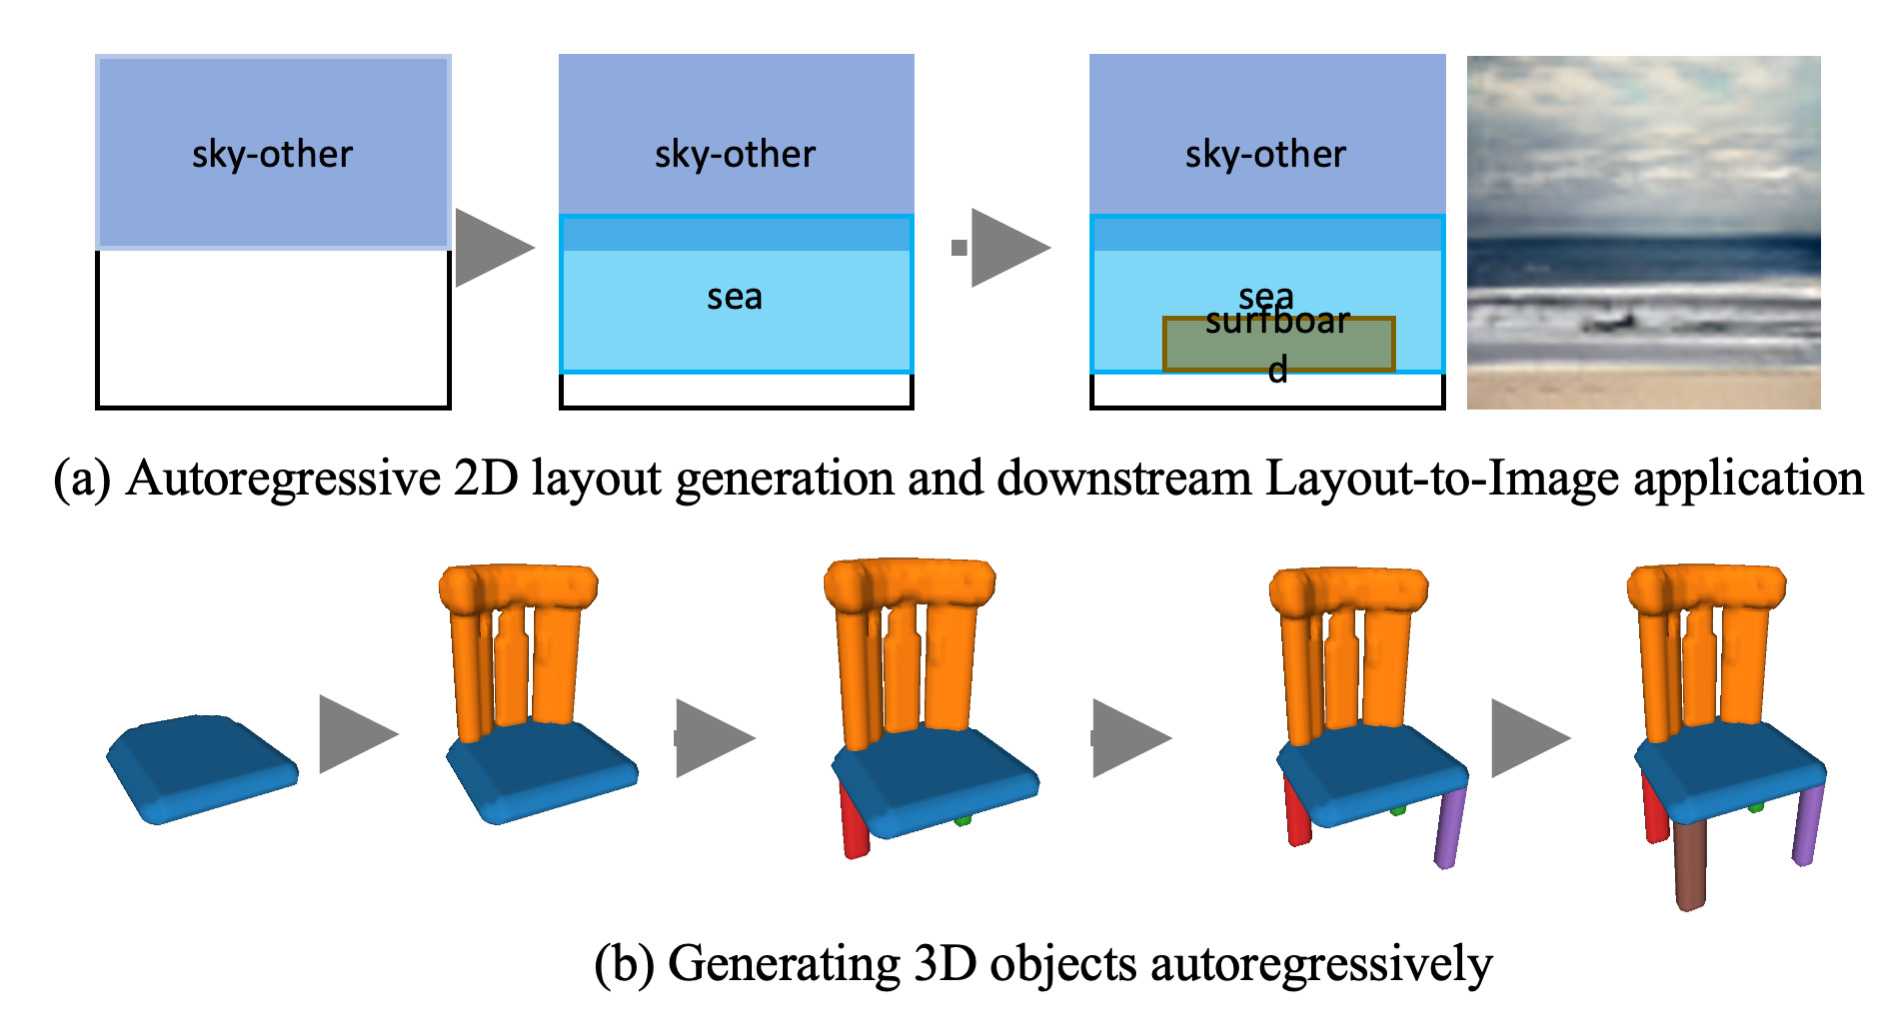 sky-other
sky-other
sea
sky-other
sea
surfboar
d
(a) Autoregressive 2D layout generation and downstream Layout-to-Image application
(b) Generating 3D objects autoregressively